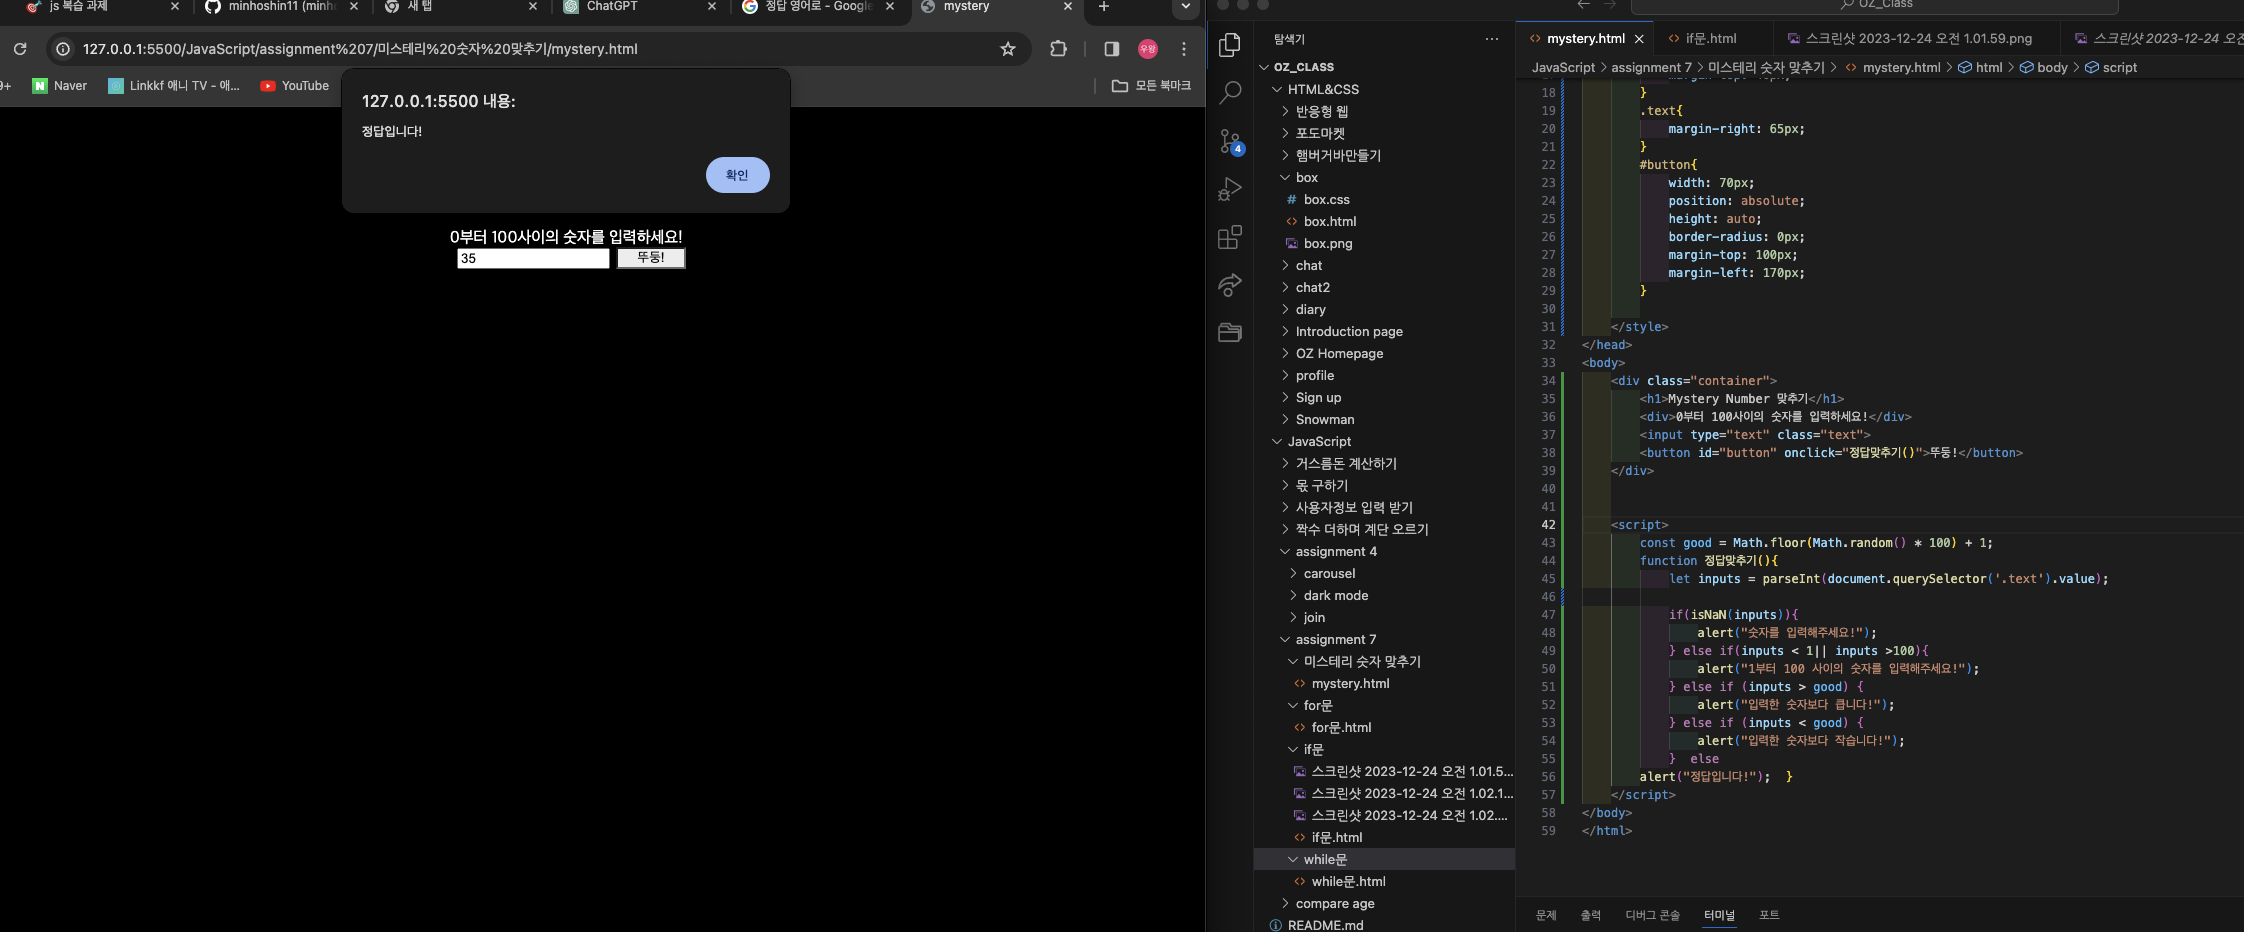 js 복습 과제
minhoshin11 (minho
새 탭
ChatGPT
정답 영어로 - Google
mystery
127.0.0.1:5500/JavaScript/assignment%207/미스테리%20숫자%20맞추기/mystery.html
우왕
9+
Naver
Linkkf 애니 TV - 애...
YouTube
모든 북마크
127.0.0.1:5500 내용:
정답입니다!
확인
0부터 100사이의 숫자를 입력하세요!
35
뚜둥!
OZ_Class
탐색기
4
OZ_CLASS
HTML&CSS
반응형 웹
포도마켓
햄버거바만들기
box
box.css
box.html
box.png
chat
chat2
diary
Introduction page
OZ Homepage
profile
Sign up
Snowman
JavaScript
거스름돈 계산하기
몫 구하기
사용자정보 입력 받기
짝수 더하며 계단 오르기
assignment 4
carousel
dark mode
join
assignment 7
미스테리 숫자 맞추기
mystery.html
for문
for문.html
if문
스크린샷 2023-12-24 오전 1.01.5...
스크린샷 2023-12-24 오전 1.02.1...
스크린샷 2023-12-24 오전 1.02....
if문.html
while문
while문.html
compare age
README.md
mystery.html
if문.html
스크린샷 2023-12-24 오전 1.01.59.png
스크린샷 2023-12-24 오전
JavaScript > assignment 7 > 미스테리 숫자 맞추기 > mystery.html > html > body > script
18 }
19 .text{
20 margin-right: 65px;
21 }
22 #button{
23 width: 70px;
24 position: absolute;
25 height: auto;
26 border-radius: 0px;
27 margin-top: 100px;
28 margin-left: 170px;
29 }
30
31 </style>
32 </head>
33 <body>
34 <div class="container">
35 <h1>Mystery Number 맞추기</h1>
36 <div>0부터 100사이의 숫자를 입력하세요!</div>
37 <input type="text" class="text">
38 <button id="button" onclick="정답맞추기()">뚜둥!</button>
39 </div>
40
41
42 <script>
43 const good = Math.floor(Math.random() * 100) + 1;
44 function 정답맞추기(){
45 let inputs = parseInt(document.querySelector('.text').value);
46
47 if(isNaN(inputs)){
48 alert("숫자를 입력해주세요!");
49 } else if(inputs < 1|| inputs >100){
50 alert("1부터 100 사이의 숫자를 입력해주세요!");
51 } else if (inputs > good) {
52 alert("입력한 숫자보다 큽니다!");
53 } else if (inputs < good) {
54 alert("입력한 숫자보다 작습니다!");
55 } else
56 alert("정답입니다!"); }
57 </script>
58 </body>
59 </html>
문제
출력
디버그 콘솔
터미널
포트